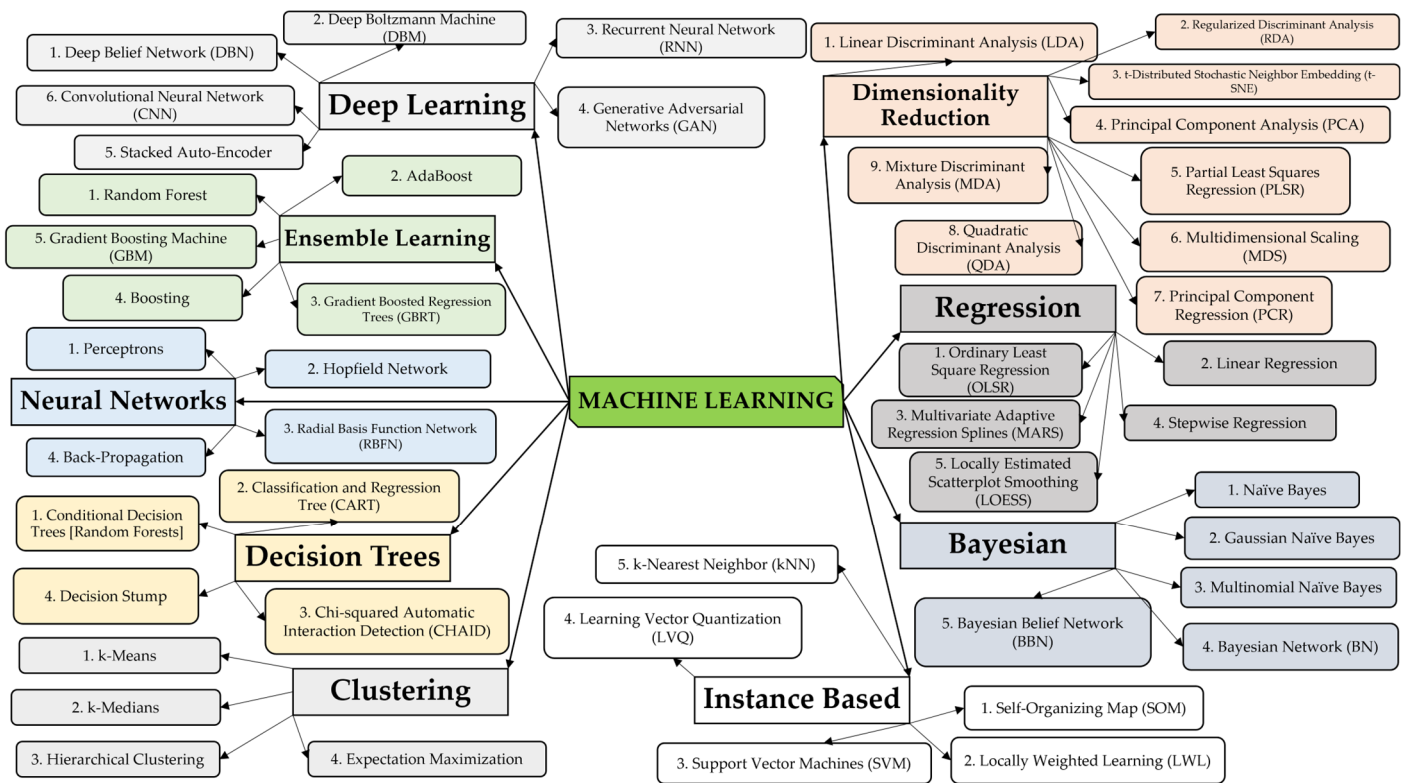 2. Deep Boltzmann Machine
(DBM)
1. Deep Belief Network (DBN)
3. Recurrent Neural Network
(RNN)
6. Convolutional Neural Network
(CNN)
Deep Learning
4. Generative Adversarial
Networks (GAN)
5. Stacked Auto-Encoder
1. Linear Discriminant Analysis (LDA)
2. Regularized Discriminant Analysis
(RDA)
3. t-Distributed Stochastic Neighbor Embedding (t-
SNE)
Dimensionality
Reduction
4. Principal Component Analysis (PCA)
9. Mixture Discriminant
Analysis (MDA)
5. Partial Least Squares
Regression (PLSR)
8. Quadratic
Discriminant Analysis
(QDA)
6. Multidimensional Scaling
(MDS)
7. Principal Component
Regression (PCR)
1. Random Forest
2. AdaBoost
5. Gradient Boosting Machine
(GBM)
Ensemble Learning
4. Boosting
3. Gradient Boosted Regression
Trees (GBRT)
Regression
1. Ordinary Least
Square Regression
(OLSR)
2. Linear Regression
3. Multivariate Adaptive
Regression Splines (MARS)
4. Stepwise Regression
5. Locally Estimated
Scatterplot Smoothing
(LOESS)
1. Perceptrons
2. Hopfield Network
Neural Networks
MACHINE LEARNING
3. Radial Basis Function Network
(RBFN)
4. Back-Propagation
2. Classification and Regression
Tree (CART)
1. Conditional Decision
Trees [Random Forests]
Decision Trees
4. Decision Stump
3. Chi-squared Automatic
Interaction Detection (CHAID)
1. Naïve Bayes
Bayesian
2. Gaussian Naïve Bayes
3. Multinomial Naïve Bayes
5. Bayesian Belief Network
(BBN)
4. Bayesian Network (BN)
5. k-Nearest Neighbor (kNN)
4. Learning Vector Quantization
(LVQ)
Instance Based
1. Self-Organizing Map (SOM)
3. Support Vector Machines (SVM)
2. Locally Weighted Learning (LWL)
1. k-Means
Clustering
2. k-Medians
3. Hierarchical Clustering
4. Expectation Maximization